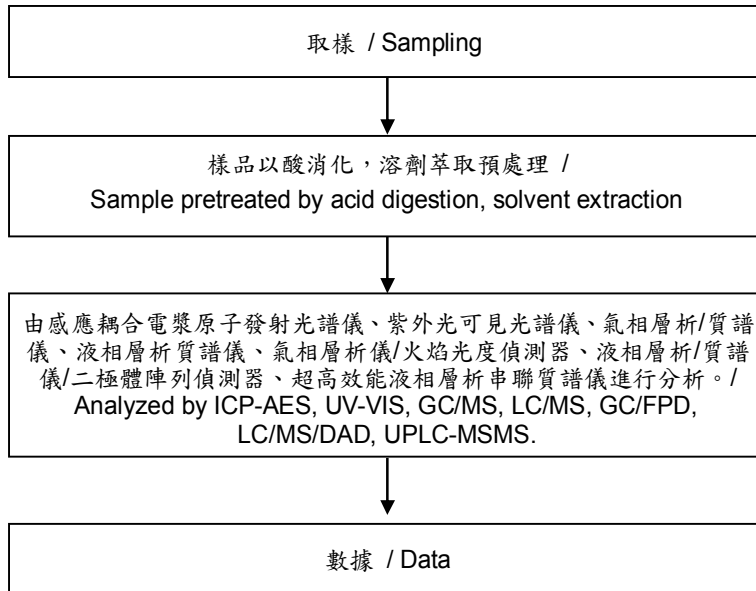 取樣 / Sampling
樣品以酸消化，溶劑萃取預處理 /
Sample pretreated by acid digestion, solvent extraction
由感應耦合電漿原子發射光譜儀、紫外光可見光譜儀、氣相層析/質譜
儀、液相層析質譜儀、氣相層析儀/火焰光度偵測器、液相層析/質譜
儀/二極體陣列偵測器、超高效能液相層析串聯質譜儀進行分析。/
Analyzed by ICP-AES, UV-VIS, GC/MS, LC/MS, GC/FPD,
LC/MS/DAD, UPLC-MSMS.
數據 / Data